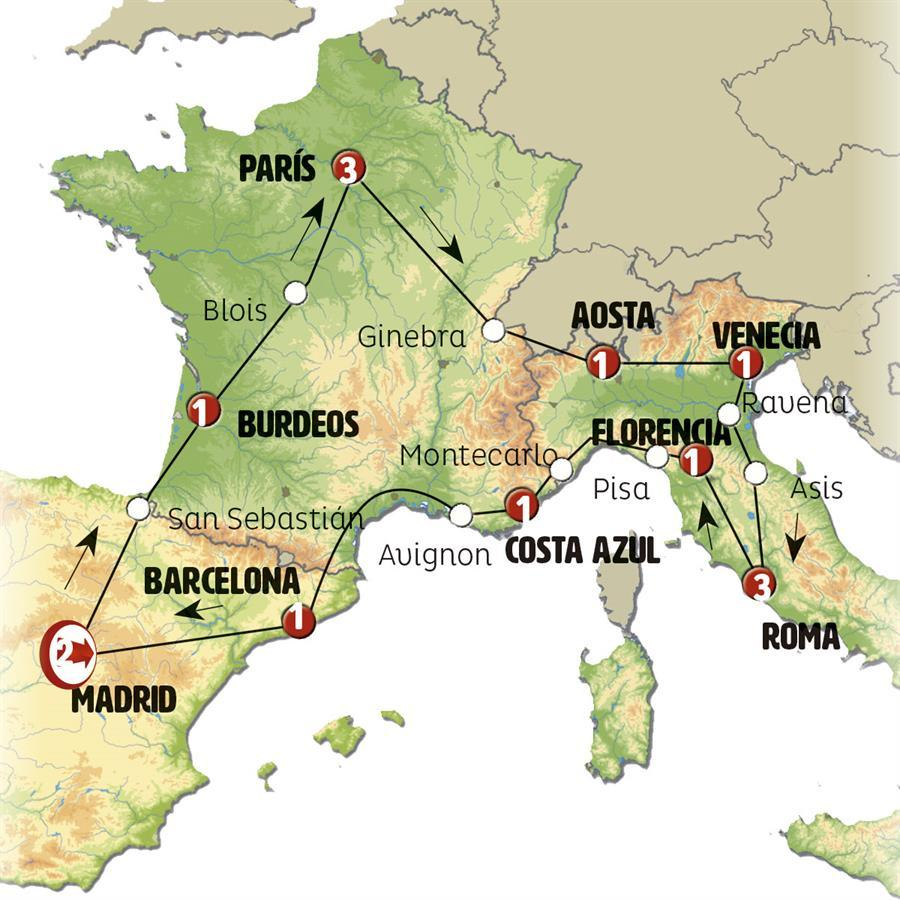 PARÍS 3
Blois
Ginebra
AOSTA
1
VENECIA
1
1 BURDEOS
Ravena
FLORENCIA
1
Montecarlo
Pisa
Asis
San Sebastián
1
Avignon
COSTA AZUL
BARCELONA
1
3
ROMA
2
MADRID